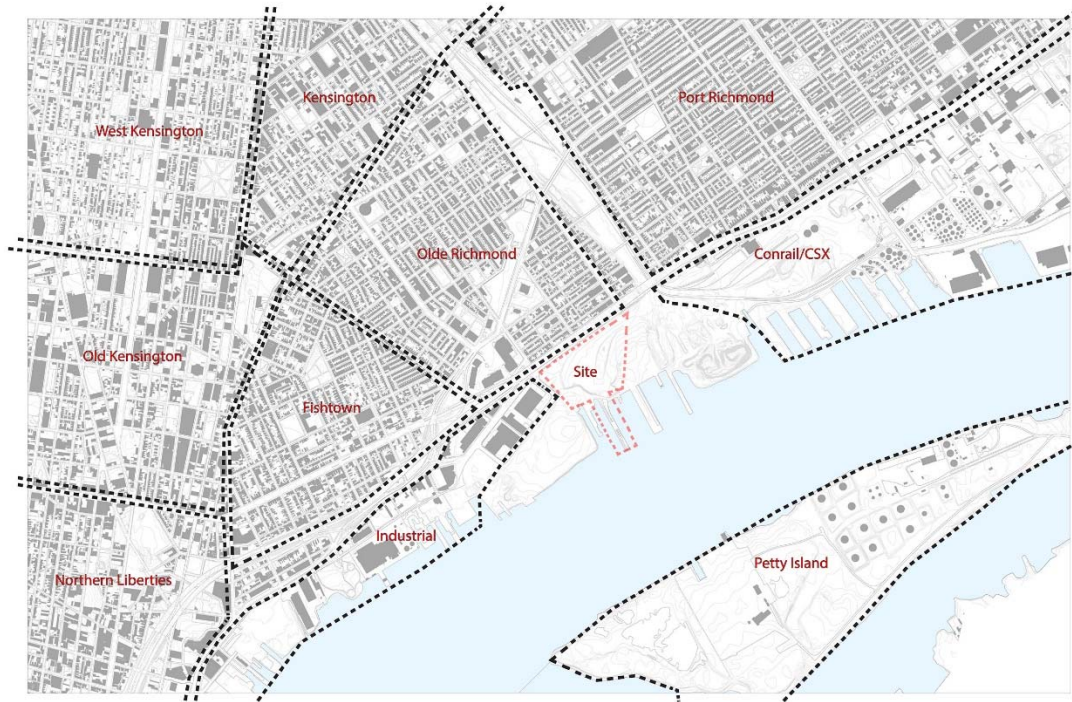 Kensington
Port Richmond
West Kensington
Olde Richmond
Conrail/CSX
Old Kensington
Site
Fishtown
Industrial
Petty Island
Northern Liberties